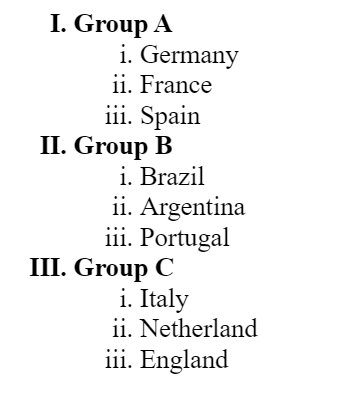 I. Group A
i. Germany
ii. France
iii. Spain
II. Group B
i. Brazil
ii. Argentina
iii. Portugal
III. Group C
i. Italy
ii. Netherland
iii. England